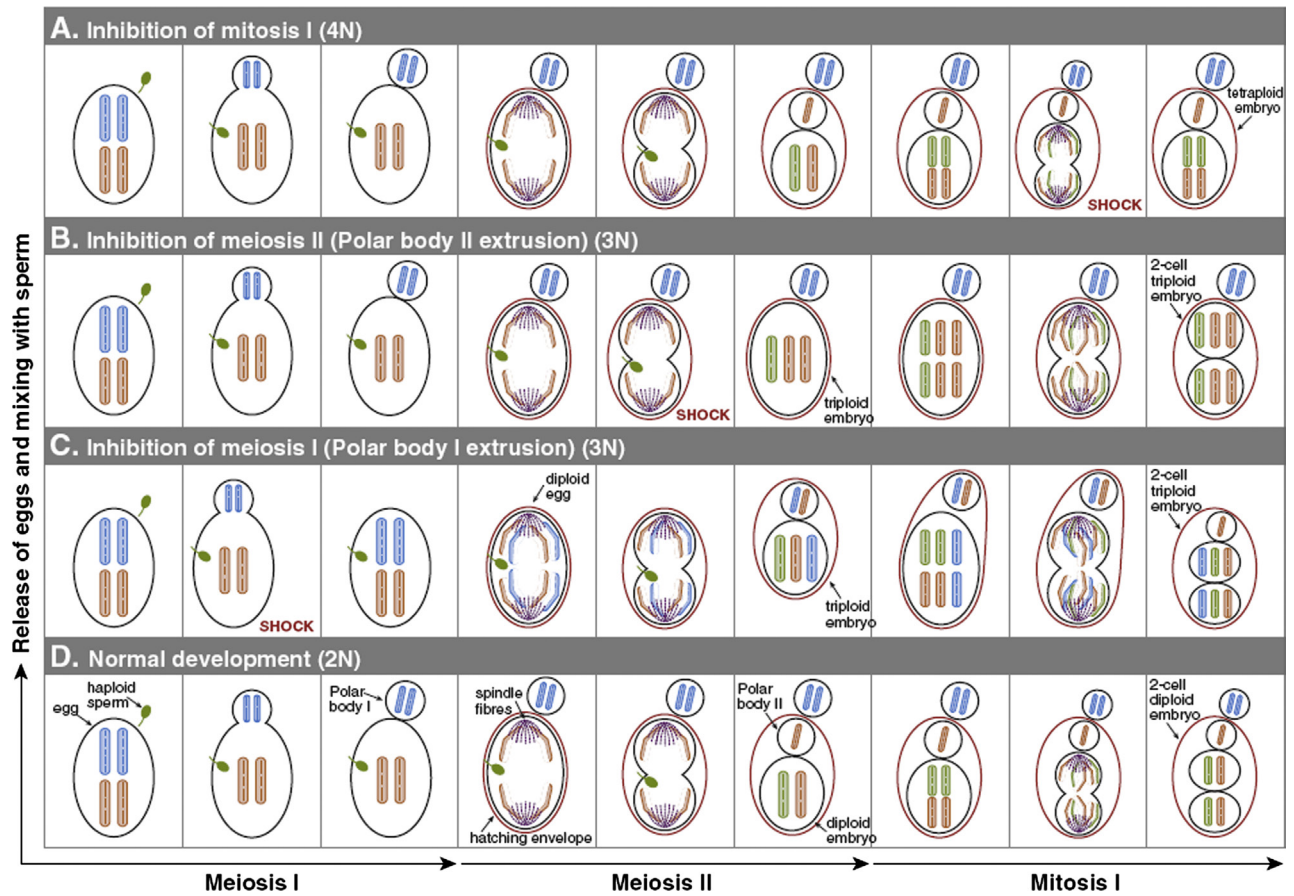 Release of eggs and mixing with sperm
A. Inhibition of mitosis I (4N)
tetraploid
embryo
SHOCK
B. Inhibition of meiosis II (Polar body II extrusion) (3N)
SHOCK
triploid
embryo
2-cell
triploid
embryo
C. Inhibition of meiosis I (Polar body I extrusion) (3N)
SHOCK
diploid
egg
triploid
embryo
2-cell
triploid
embryo
D. Normal development (2N)
egg
haploid
sperm
Polar
body I
spindle
fibres
hatching envelope
Polar
body II
diploid
embryo
2-cell
diploid
embryo
Meiosis I
Meiosis II
Mitosis I